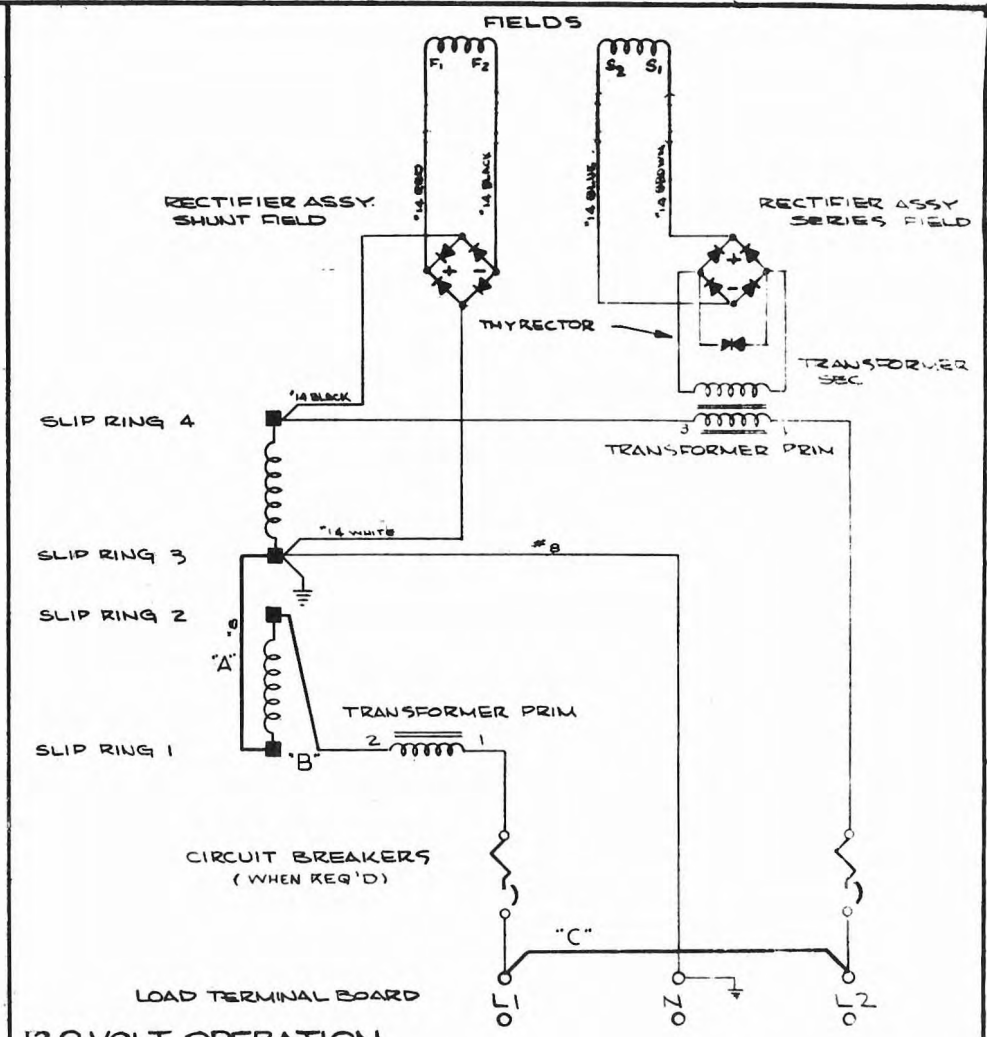 FIELDS
F1 F2
S2 S1
#14 RED
#14 BLACK
#14 BLUE
#14 BROWN
RECTIFIER ASSY.
SHUNT FIELD
RECTIFIER ASSY
SERIES FIELD
+ -
+
-
THYRECTOR
TRANSFORMER
SEC.
#14 BLACK
SLIP RING 4
3 1
TRANSFORMER PRIM
#14 WHITE
#8
SLIP RING 3
SLIP RING 2
#8
"A"
TRANSFORMER PRIM
2 1
SLIP RING 1
"B"
CIRCUIT BREAKERS
(WHEN REQ'D)
"C"
LOAD TERMINAL BOARD
L1 N L2
VOLT OPERATION